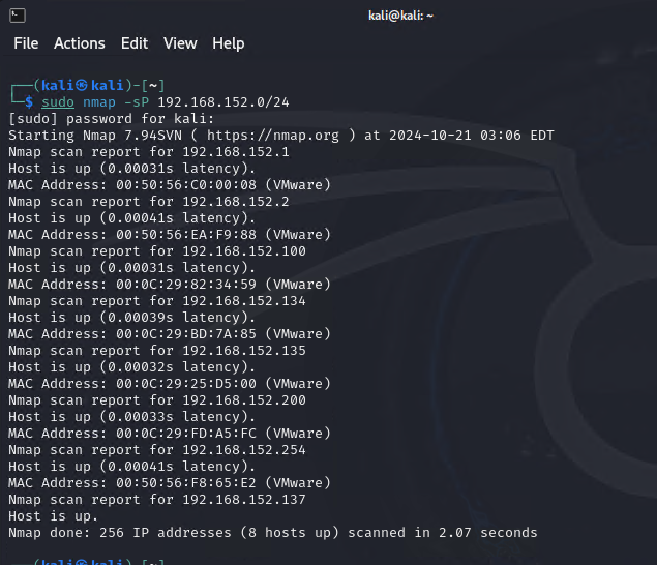 kali@kali: ~
File Actions Edit View Help
┌──(kali㉿kali)-[~]
└─$ sudo nmap -sP 192.168.152.0/24
[sudo] password for kali:
Starting Nmap 7.94SVN ( https://nmap.org ) at 2024-10-21 03:06 EDT
Nmap scan report for 192.168.152.1
Host is up (0.00031s latency).
MAC Address: 00:50:56:C0:00:08 (VMware)
Nmap scan report for 192.168.152.2
Host is up (0.00041s latency).
MAC Address: 00:50:56:EA:F9:88 (VMware)
Nmap scan report for 192.168.152.100
Host is up (0.00031s latency).
MAC Address: 00:0C:29:82:34:59 (VMware)
Nmap scan report for 192.168.152.134
Host is up (0.00039s latency).
MAC Address: 00:0C:29:BD:7A:85 (VMware)
Nmap scan report for 192.168.152.135
Host is up (0.00032s latency).
MAC Address: 00:0C:29:25:D5:00 (VMware)
Nmap scan report for 192.168.152.200
Host is up (0.00033s latency).
MAC Address: 00:0C:29:FD:A5:FC (VMware)
Nmap scan report for 192.168.152.254
Host is up (0.00041s latency).
MAC Address: 00:50:56:F8:65:E2 (VMware)
Nmap scan report for 192.168.152.137
Host is up.
Nmap done: 256 IP addresses (8 hosts up) scanned in 2.07 seconds
┌──(kali㉿kali)-[~]